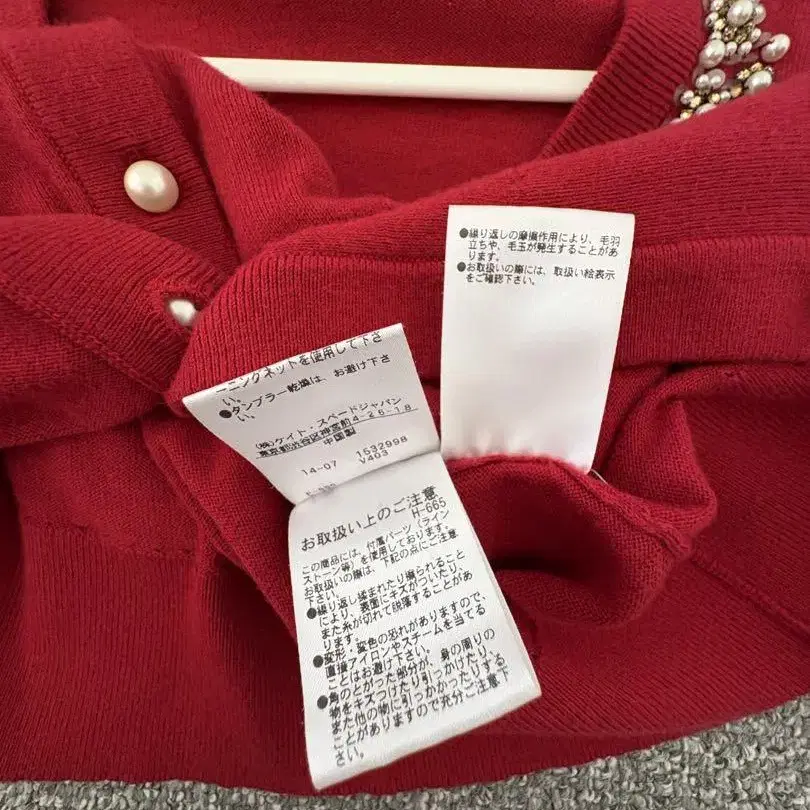 ●繰り返しの摩擦作用により、毛羽
立ちや、毛玉が発生することがあ
ります。
●お取扱いの際には、取扱い絵表示
をご確認下さい。
ニングネットを使用して下さ
い。
●タンブラー乾燥は、お避け下さ
い。
(株)ケイト・スペードジャパン
東京都渋谷区神宮前4-26-18
中国製
14-07 1532998
V403
お取扱い上のご注意
H-665
この商品には、付属パーツ（ライン
ストーン等）を使用しております。
お取扱いの際は、下記の点にご注意
下さい。
●繰り返し揉まれたり擦られること
により、表面にキズがついたり、
また糸が切れて脱落することがあ
ります。
●変形・変色の恐れがありますので、
直接アイロンやスチームを当てる
ことはお避け下さい。
●角のとがった部分が、身の周りの
物をキズつけたり引っかけたり、
また他の物に引っかかったりする
ことがありますので充分ご注意下
さい。